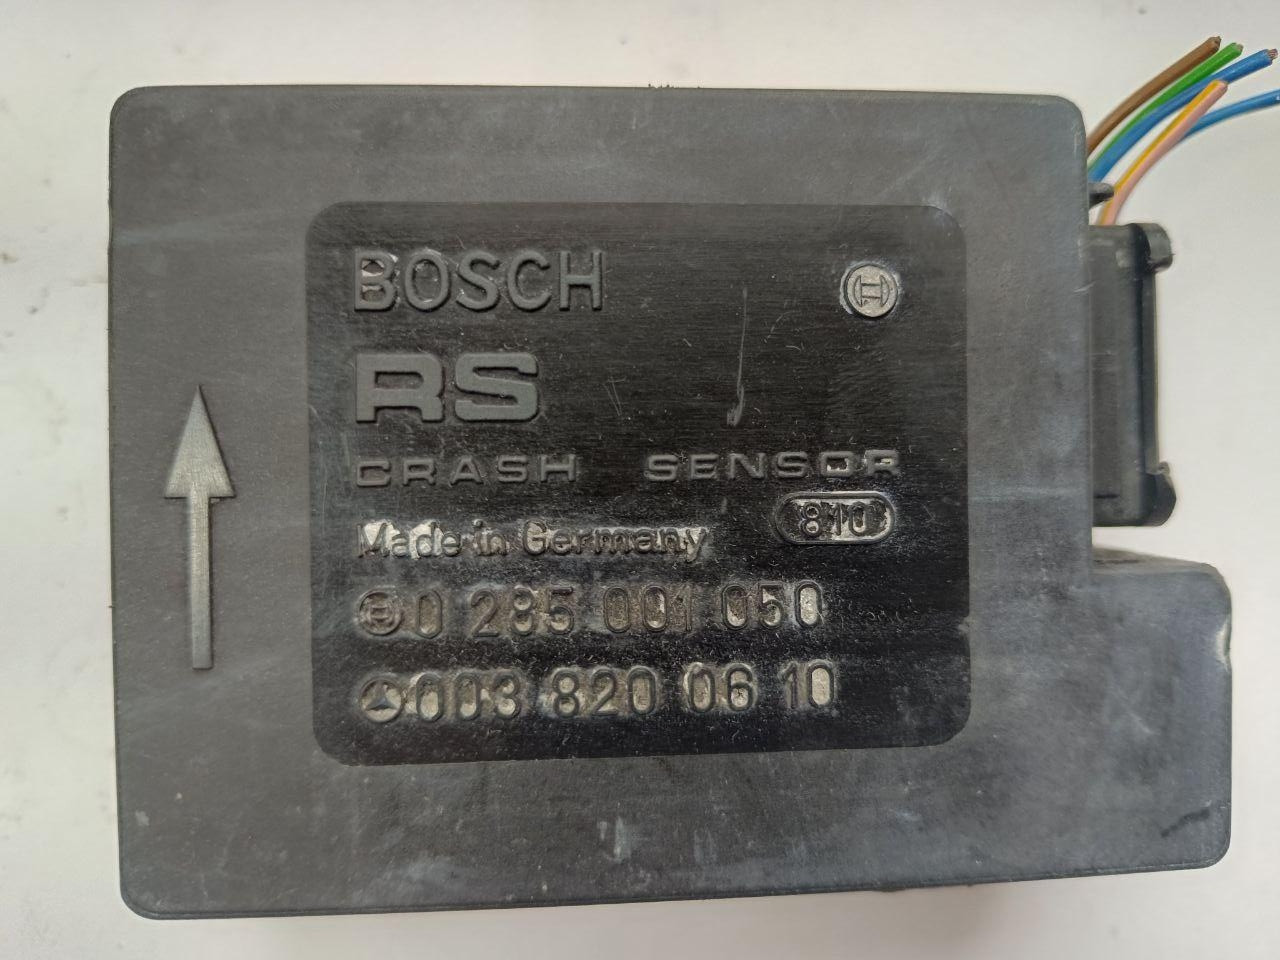 BOSCH
RS
CRASH SENSOR
Made in Germany 810
0 285 001 050
003 820 06 10